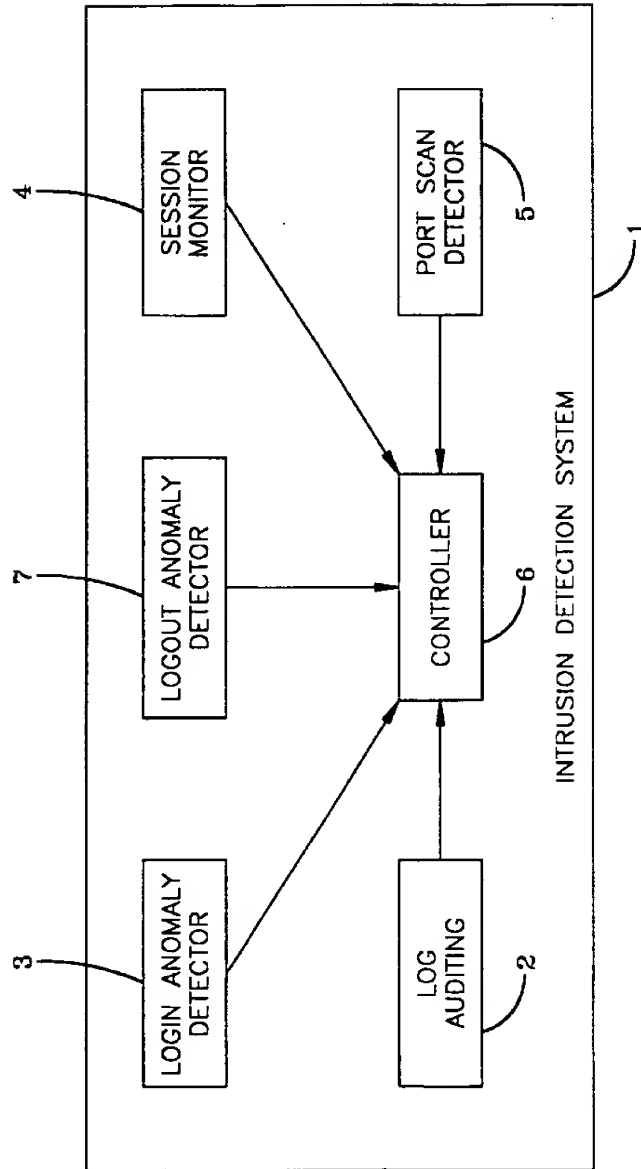 3
7
4
LOGIN ANOMALY
DETECTOR
LOGOUT ANOMALY
DETECTOR
SESSION
MONITOR
LOG
AUDITING
CONTROLLER
PORT SCAN
DETECTOR
2
6
5
INTRUSION DETECTION SYSTEM
1